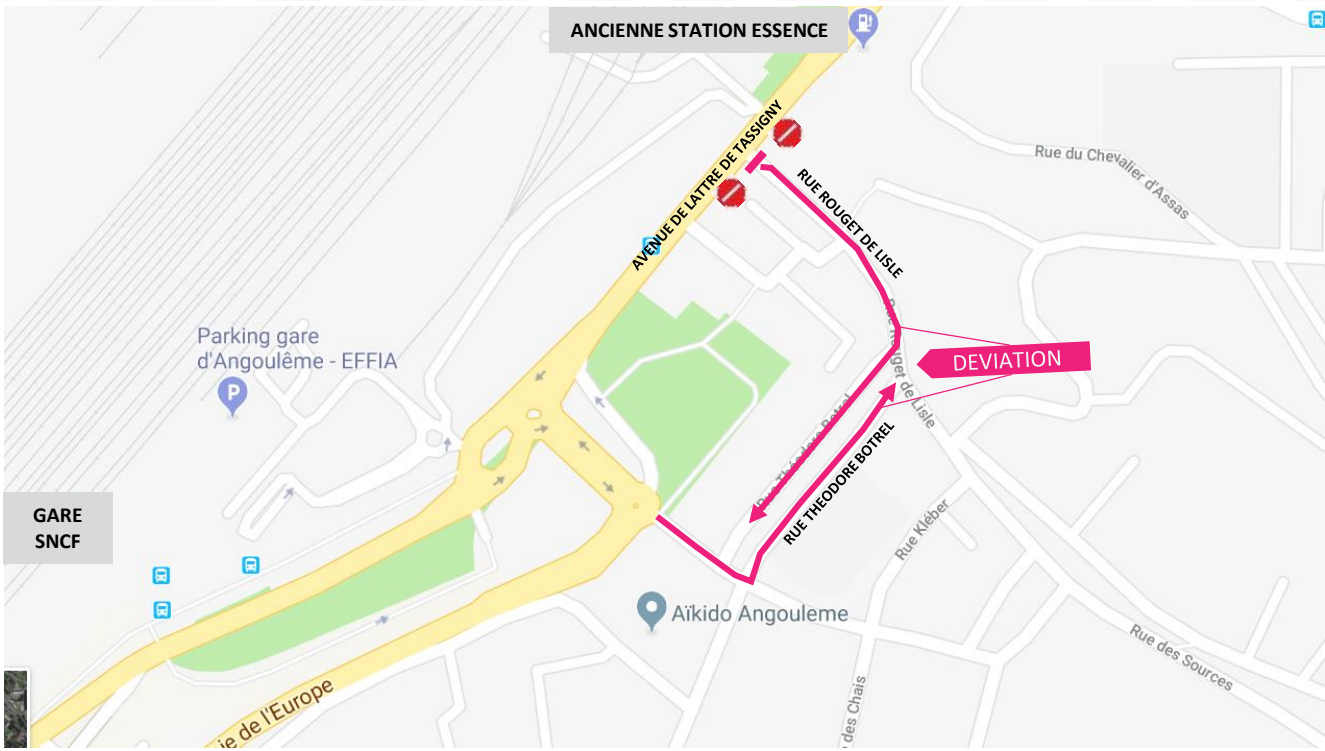 ANCIENNE STATION ESSENCE
AVENUE DE LATTRE DE TASSIGNY
Rue du Chevalier d'Assas
RUE ROUGET DE LISLE
Parking gare
d'Angoulême - EFFIA
P
Rue Rouget de Lisle
DEVIATION
Rue Théodore Botrel
RUE THEODORE BOTREL
GARE
SNCF
Rue Kléber
Aïkido Angouleme
Rue des Sources
ie de l'Europe
des Chais